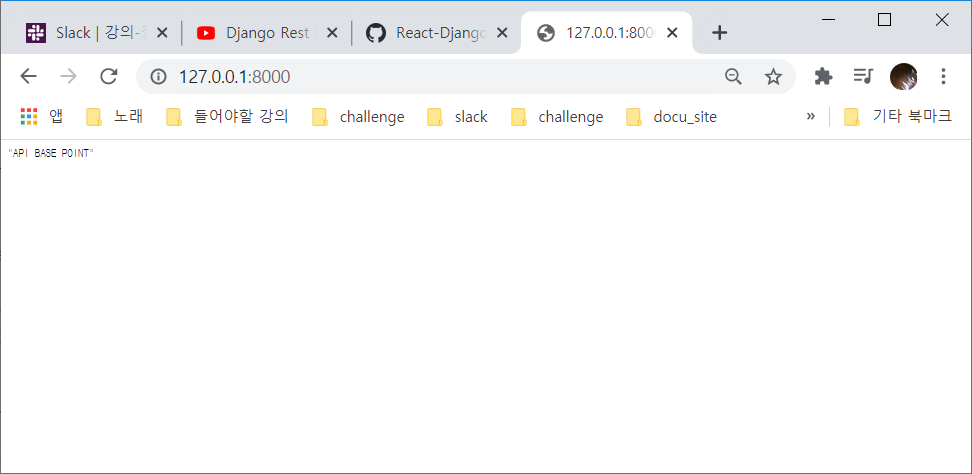 Slack | 강의-
Django Rest
React-Django
127.0.0.1:800
127.0.0.1:8000
앱
노래
들어야할 강의
challenge
slack
challenge
docu_site
»
기타 북마크
"API BASE POINT"